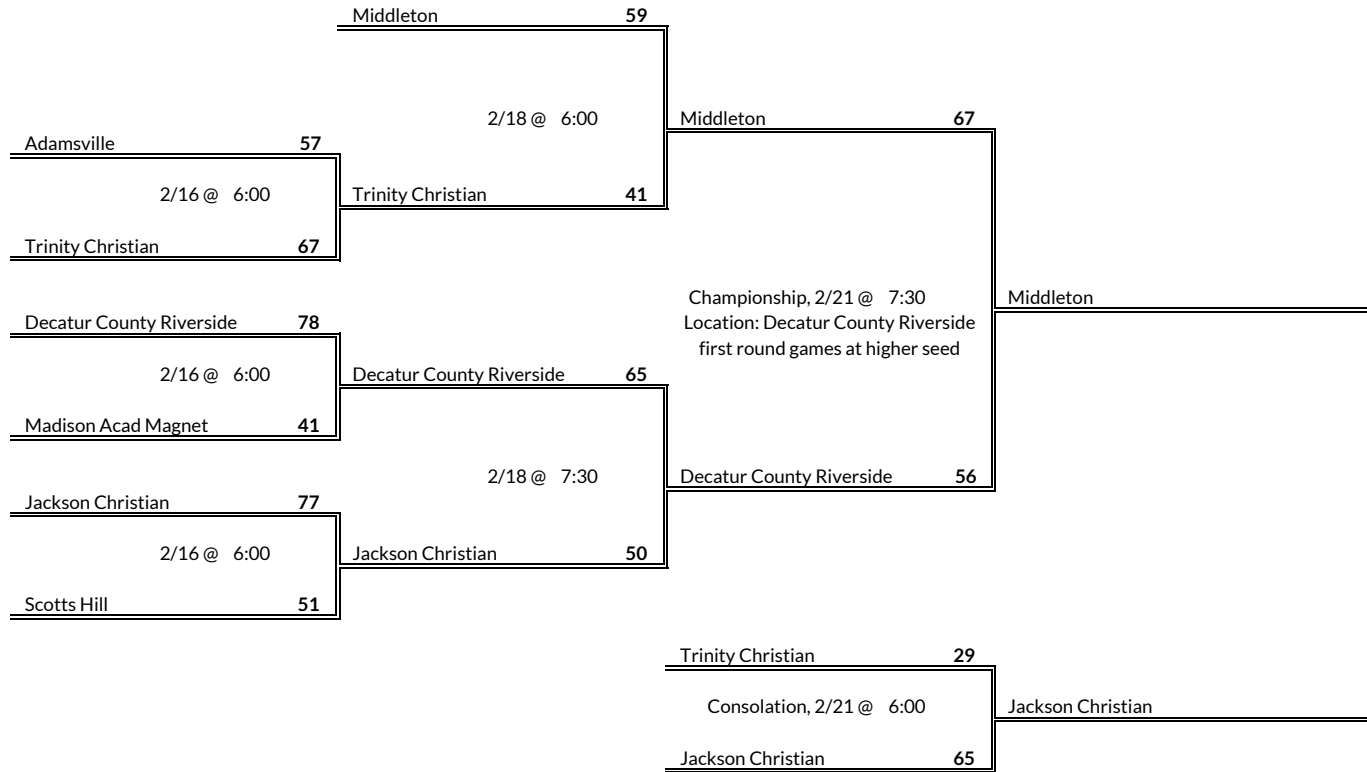 Middleton 59
2/18 @ 6:00
Middleton 67
Adamsville 57
2/16 @ 6:00
Trinity Christian 41
Trinity Christian 67
Championship, 2/21 @ 7:30
Middleton
Decatur County Riverside 78
Location: Decatur County Riverside
first round games at higher seed
2/16 @ 6:00
Decatur County Riverside 65
Madison Acad Magnet 41
2/18 @ 7:30
Decatur County Riverside 56
Jackson Christian 77
2/16 @ 6:00
Jackson Christian 50
Scotts Hill 51
Trinity Christian 29
Consolation, 2/21 @ 6:00
Jackson Christian
Jackson Christian 65